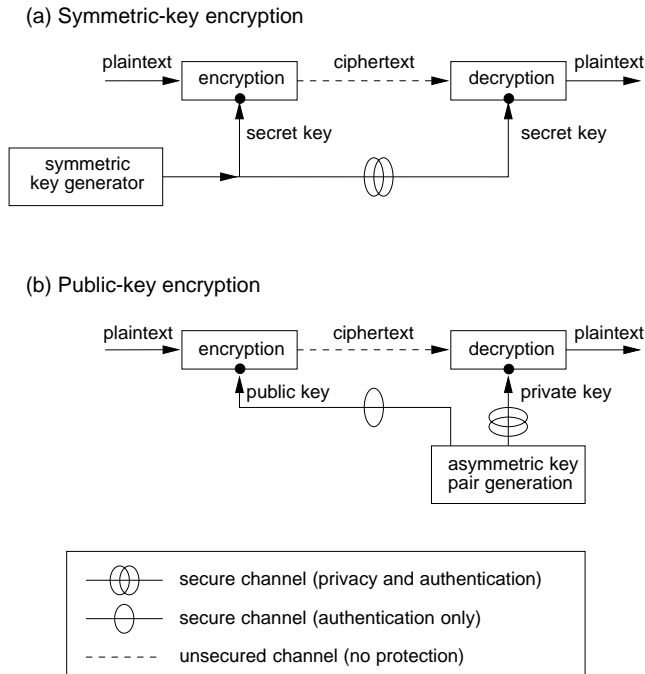 (a) Symmetric-key encryption
plaintext
encryption
ciphertext
decryption
plaintext
secret key
secret key
symmetric
key generator
(b) Public-key encryption
plaintext
encryption
ciphertext
decryption
plaintext
public key
private key
asymmetric key
pair generation
secure channel (privacy and authentication)
secure channel (authentication only)
unsecured channel (no protection)